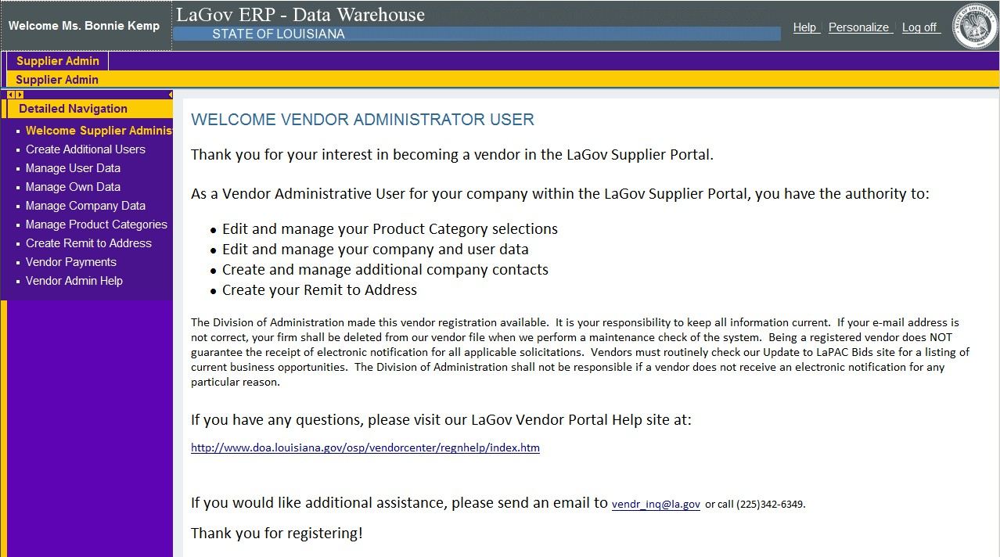 Welcome Ms. Bonnie Kemp
LaGov ERP - Data Warehouse
STATE OF LOUISIANA
Help
Personalize
Log off
Supplier Admin
Supplier Admin
Detailed Navigation
Welcome Supplier Adminis
Create Additional Users
Manage User Data
Manage Own Data
Manage Company Data
Manage Product Categories
Create Remit to Address
Vendor Payments
Vendor Admin Help
WELCOME VENDOR ADMINISTRATOR USER
Thank you for your interest in becoming a vendor in the LaGov Supplier Portal.
As a Vendor Administrative User for your company within the LaGov Supplier Portal, you have the authority to:
• Edit and manage your Product Category selections
• Edit and manage your company and user data
• Create and manage additional company contacts
• Create your Remit to Address
The Division of Administration made this vendor registration available.  It is your responsibility to keep all information current.  If your e-mail address is
not correct, your firm shall be deleted from our vendor file when we perform a maintenance check of the system.  Being a registered vendor does NOT
guarantee the receipt of electronic notification for all applicable solicitations.  Vendors must routinely check our Update to LaPAC Bids site for a listing of
current business opportunities.  The Division of Administration shall not be responsible if a vendor does not receive an electronic notification for any
particular reason.
If you have any questions, please visit our LaGov Vendor Portal Help site at:
http://www.doa.louisiana.gov/osp/vendorcenter/regnhelp/index.htm
If you would like additional assistance, please send an email to vendr_inq@la.gov or call (225)342-6349.
Thank you for registering!